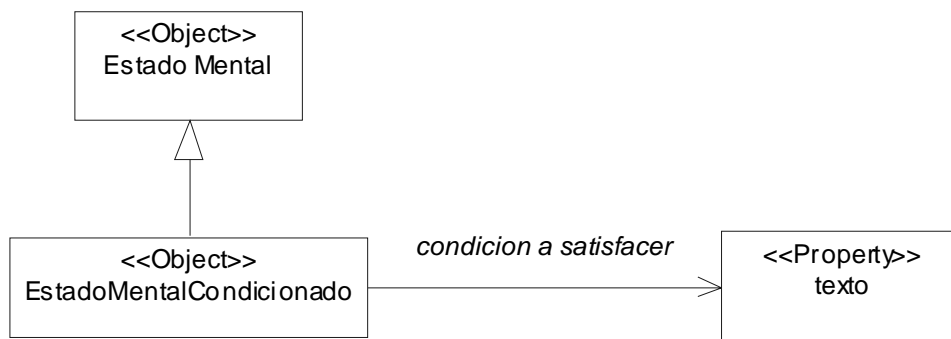 <<Object>>
Estado Mental
<<Object>>
EstadoMentalCondicionado
condicion a satisfacer
<<Property>>
texto